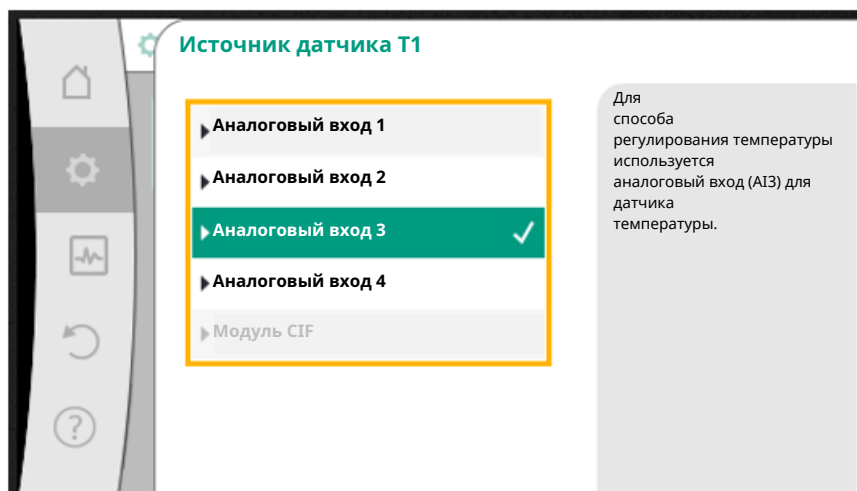 Источник датчика T1
Аналоговый вход 1
Аналоговый вход 2
Аналоговый вход 3
Аналоговый вход 4
Модуль CIF
Для
способа
регулирования температуры
используется
аналоговый вход (AI3) для
датчика
температуры.